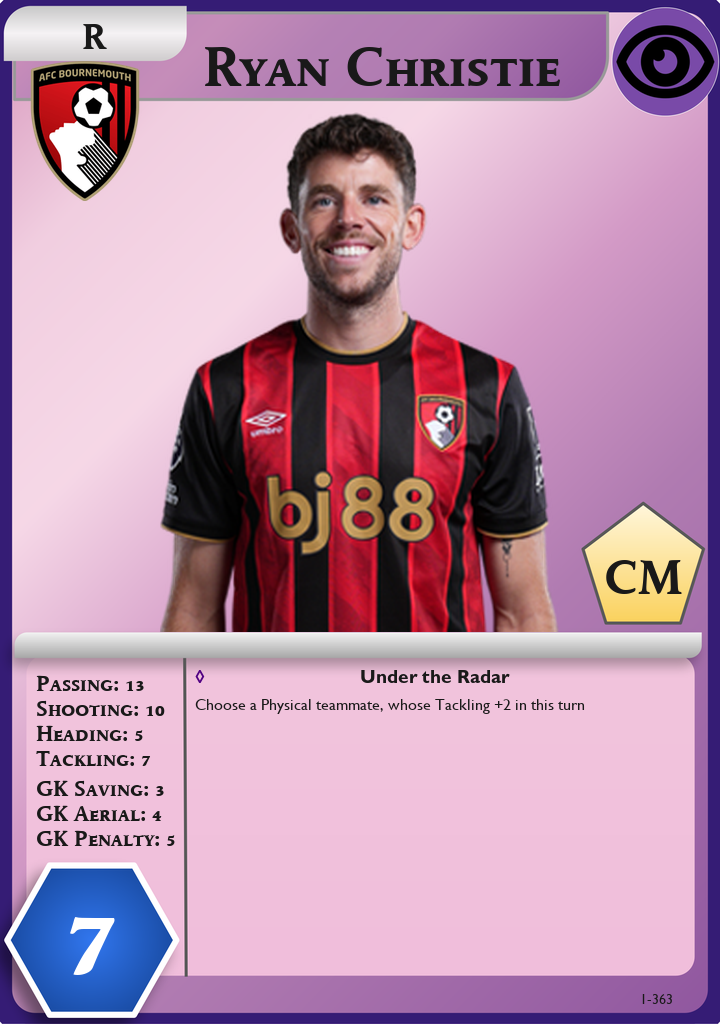 R
Ryan Christie
AFC BOURNEMOUTH
umbro
bj88
CM
Passing: 13
Shooting: 10
Heading: 5
Tackling: 7
GK Saving: 3
GK Aerial: 4
GK Penalty: 5
7
◊ Under the Radar
Choose a Physical teammate, whose Tackling +2 in this turn
1-363